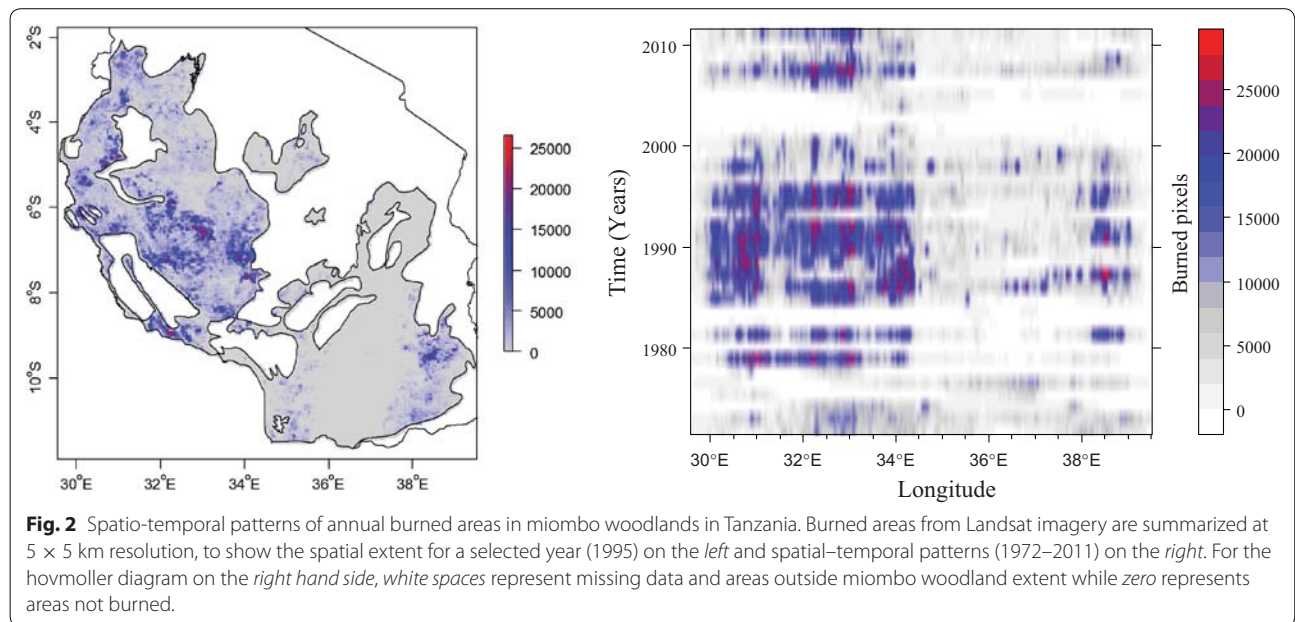 2°S
4°S
6°S
8°S
10°S
30°E 32°E 34°E 36°E 38°E
25000
20000
15000
10000
5000
0
Time (Years)
2010
2000
1990
1980
30°E 32°E 34°E 36°E 38°E
Longitude
Burned pixels
25000
20000
15000
10000
5000
0
Fig. 2 Spatio-temporal patterns of annual burned areas in miombo woodlands in Tanzania. Burned areas from Landsat imagery are summarized at
5 × 5 km resolution, to show the spatial extent for a selected year (1995) on the left and spatial–temporal patterns (1972–2011) on the right. For the
hovmoller diagram on the right hand side, white spaces represent missing data and areas outside miombo woodland extent while zero represents
areas not burned.